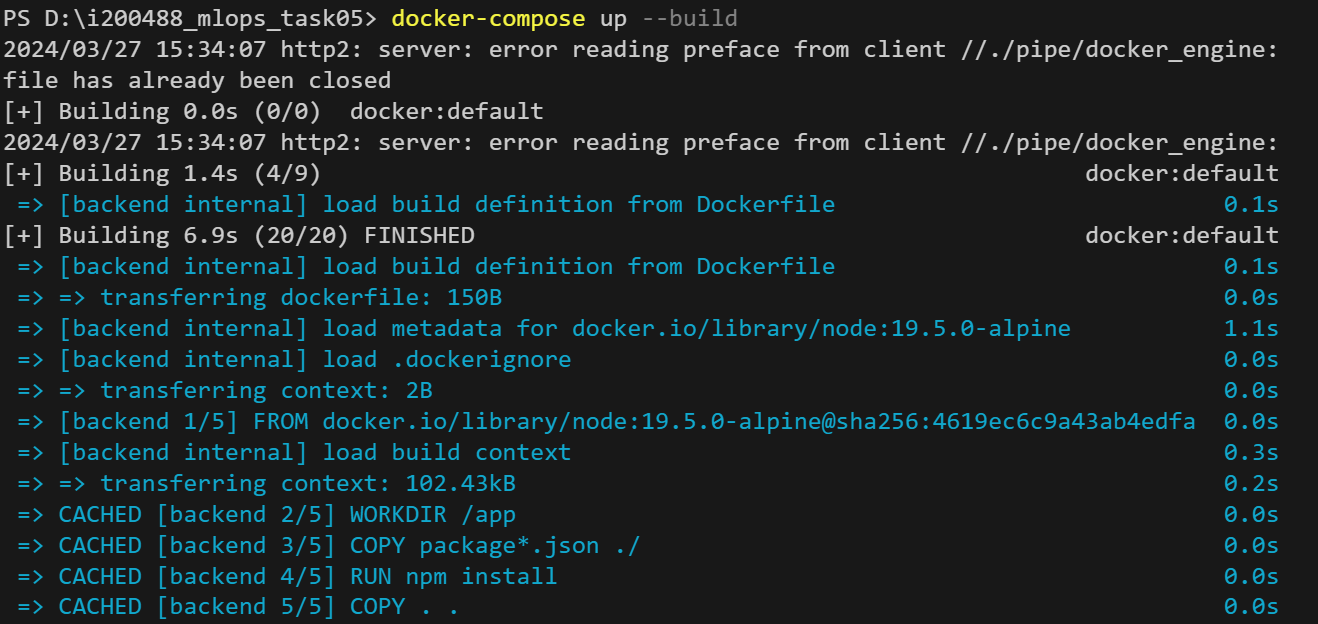 PS D:\i200488_mlops_task05> docker-compose up --build
2024/03/27 15:34:07 http2: server: error reading preface from client //./pipe/docker_engine:
file has already been closed
[+] Building 0.0s (0/0)  docker:default
2024/03/27 15:34:07 http2: server: error reading preface from client //./pipe/docker_engine:
[+] Building 1.4s (4/9) docker:default
=> [backend internal] load build definition from Dockerfile 0.1s
[+] Building 6.9s (20/20) FINISHED docker:default
=> [backend internal] load build definition from Dockerfile 0.1s
=> => transferring dockerfile: 150B 0.0s
=> [backend internal] load metadata for docker.io/library/node:19.5.0-alpine 1.1s
=> [backend internal] load .dockerignore 0.0s
=> => transferring context: 2B 0.0s
=> [backend 1/5] FROM docker.io/library/node:19.5.0-alpine@sha256:4619ec6c9a43ab4edfa 0.0s
=> [backend internal] load build context 0.3s
=> => transferring context: 102.43kB 0.2s
=> CACHED [backend 2/5] WORKDIR /app 0.0s
=> CACHED [backend 3/5] COPY package*.json ./ 0.0s
=> CACHED [backend 4/5] RUN npm install 0.0s
=> CACHED [backend 5/5] COPY . . 0.0s